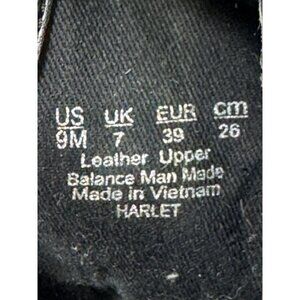 US UK EUR cm
9M 7 39 26
Leather Upper
Balance Man Made
Made in Vietnam
HARLET